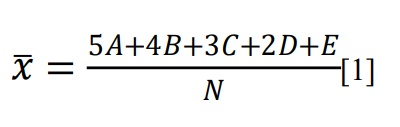 x̅ = 5A+4B+3C+2D+E / N [1]